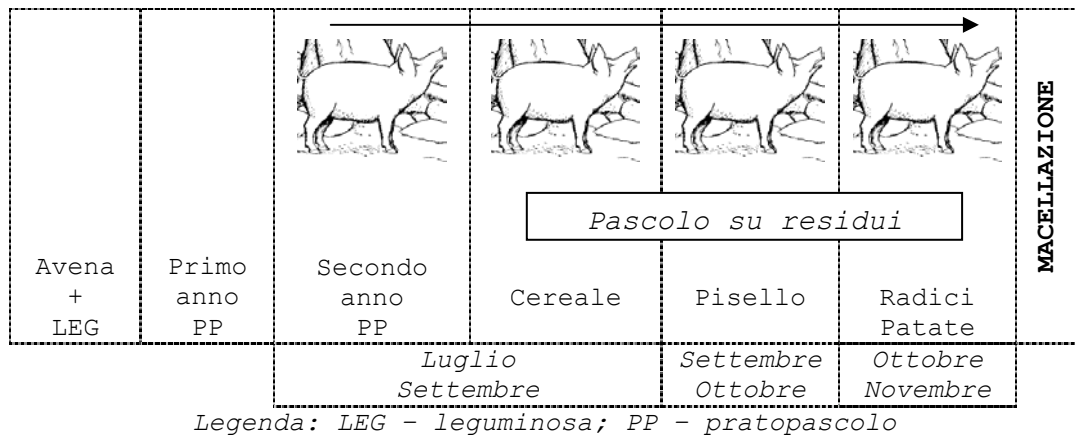 Pascolo su residui
Avena
+
LEG
Primo
anno
PP
Secondo
anno
PP
Cereale
Pisello
Radici
Patate
MACELLAZIONE
Luglio
Settembre
Settembre
Ottobre
Ottobre
Novembre
Legenda: LEG – leguminosa; PP – pratopascolo